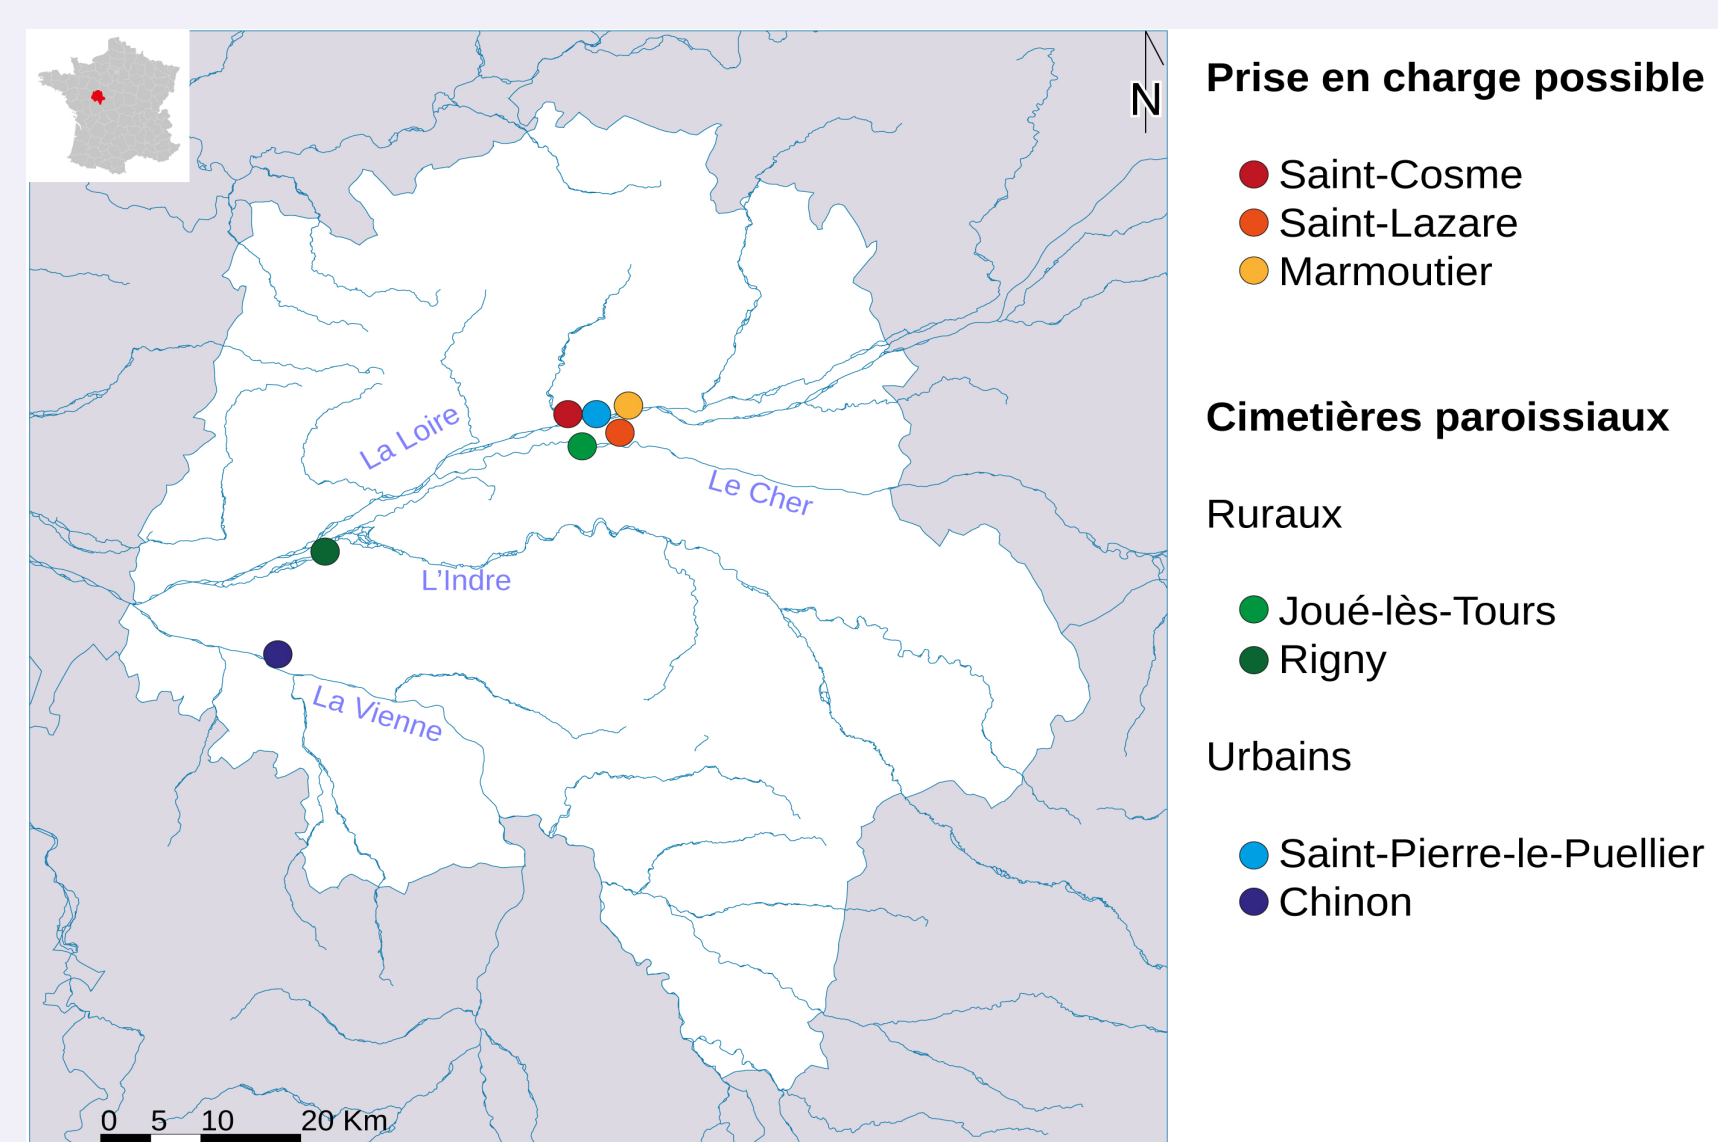 N
La Loire
Le Cher
L’Indre
La Vienne
0 5 10 20 Km
Prise en charge possible
Saint-Cosme
Saint-Lazare
Marmoutier
Cimetières paroissiaux
Ruraux
Joué-lès-Tours
Rigny
Urbains
Saint-Pierre-le-Puellier
Chinon